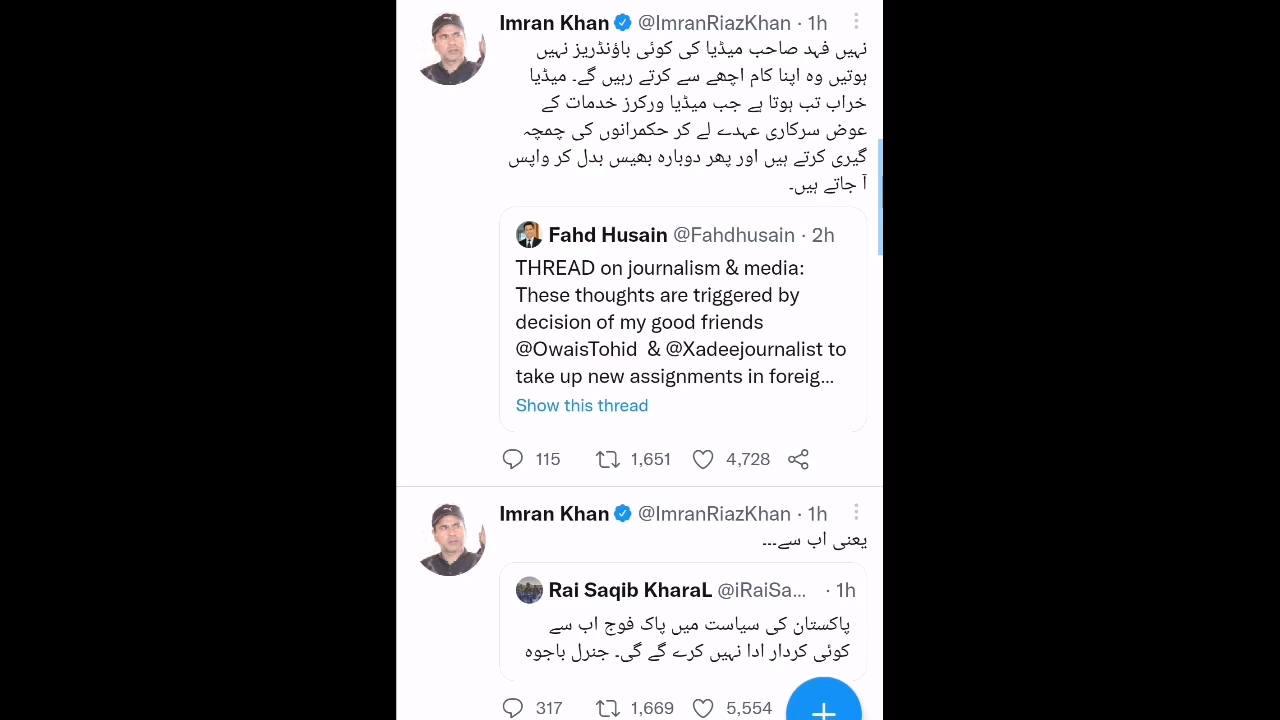 Imran Khan @ImranRiazKhan · 1h
نہیں فہد صاحب میڈیا کی کوئی باؤنڈریز نہیں
ہوتیں وہ اپنا کام اچھے سے کرتے رہیں گے۔ میڈیا
خراب تب ہوتا ہے جب میڈیا ورکرز خدمات کے
عوض سرکاری عہدے لے کر حکمرانوں کی چمچہ
گیری کرتے ہیں اور پھر دوبارہ بھیس بدل کر واپس
آ جاتے ہیں۔
Fahd Husain @Fahdhusain · 2h
THREAD on journalism & media:
These thoughts are triggered by
decision of my good friends
@OwaisTohid & @Xadeejournalist to
take up new assignments in foreig...
Show this thread
115 1,651 4,728
Imran Khan @ImranRiazKhan · 1h
یعنی اب سے۔۔۔
Rai Saqib KharaL @iRaiSa... · 1h
پاکستان کی سیاست میں پاک فوج اب سے
کوئی کردار ادا نہیں کرے گے گی۔ جنرل باجوہ
317 1,669 5,554